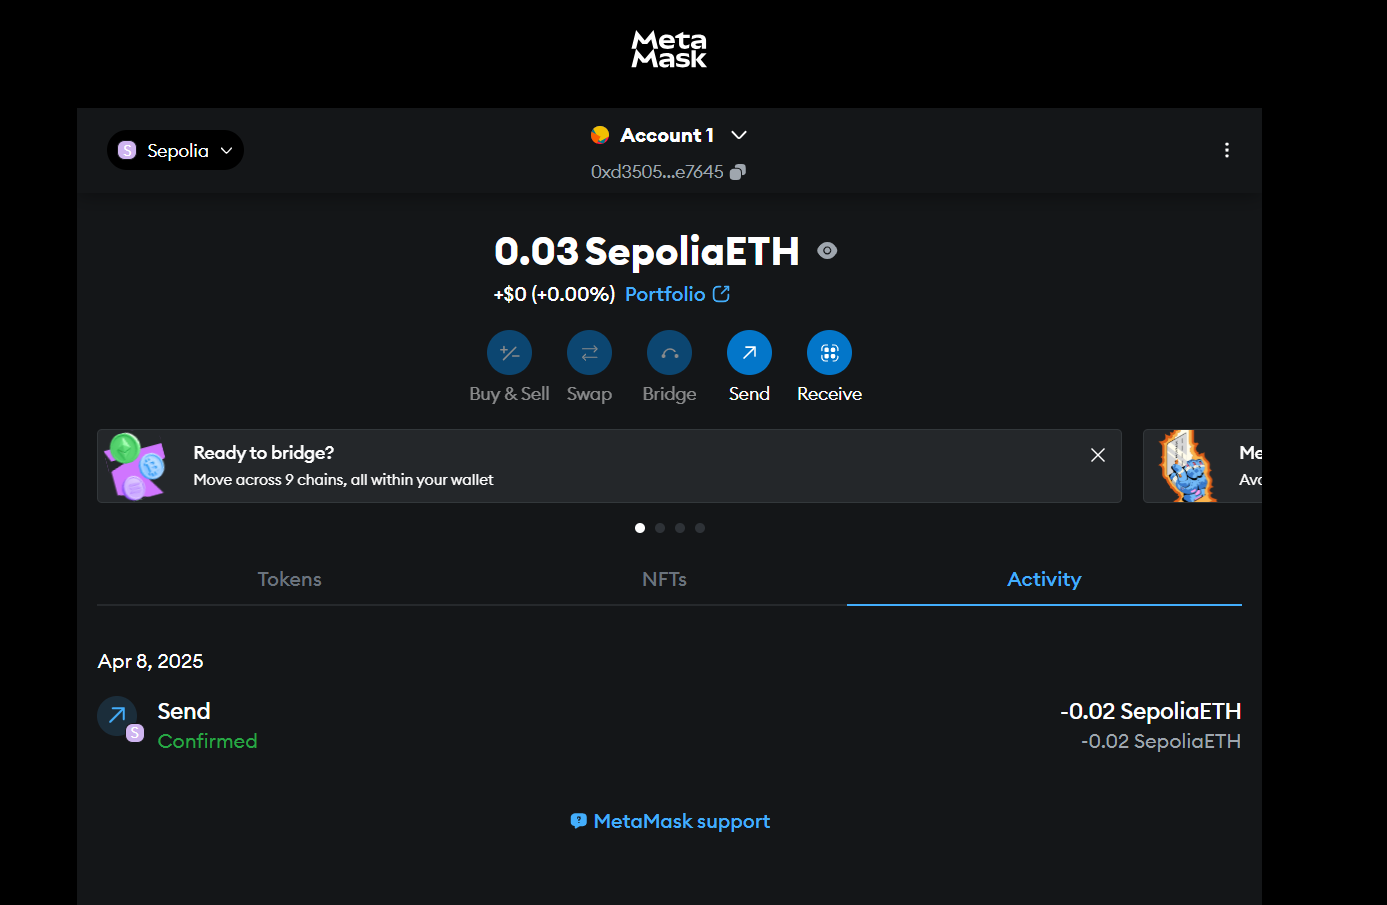 Meta
Mask
S Sepolia
Account 1
0xd3505...e7645
0.03 SepoliaETH
+$0 (+0.00%) Portfolio
Buy & Sell Swap Bridge Send Receive
Ready to bridge?
Move across 9 chains, all within your wallet
Me
Ava
Tokens NFTs Activity
Apr 8, 2025
Send -0.02 SepoliaETH
S Confirmed -0.02 SepoliaETH
MetaMask support